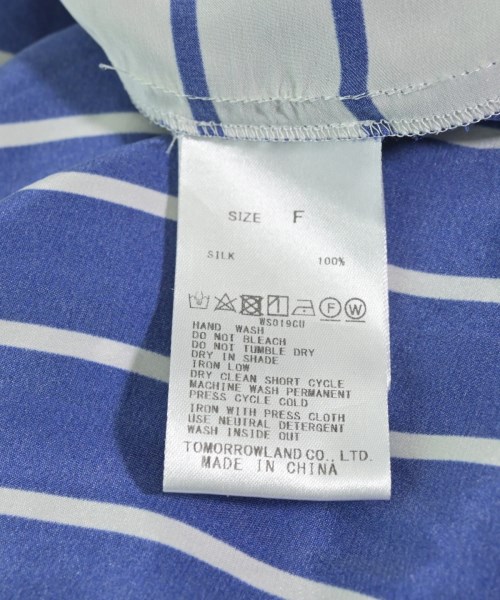 SIZE F
SILK 100%
F W
WS019CU
HAND WASH
DO NOT BLEACH
DO NOT TUMBLE DRY
DRY IN SHADE
IRON LOW
DRY CLEAN SHORT CYCLE
MACHINE WASH PERMANENT
PRESS CYCLE COLD
IRON WITH PRESS CLOTH
USE NEUTRAL DETERGENT
WASH INSIDE OUT
TOMORROWLAND CO., LTD.
MADE IN CHINA